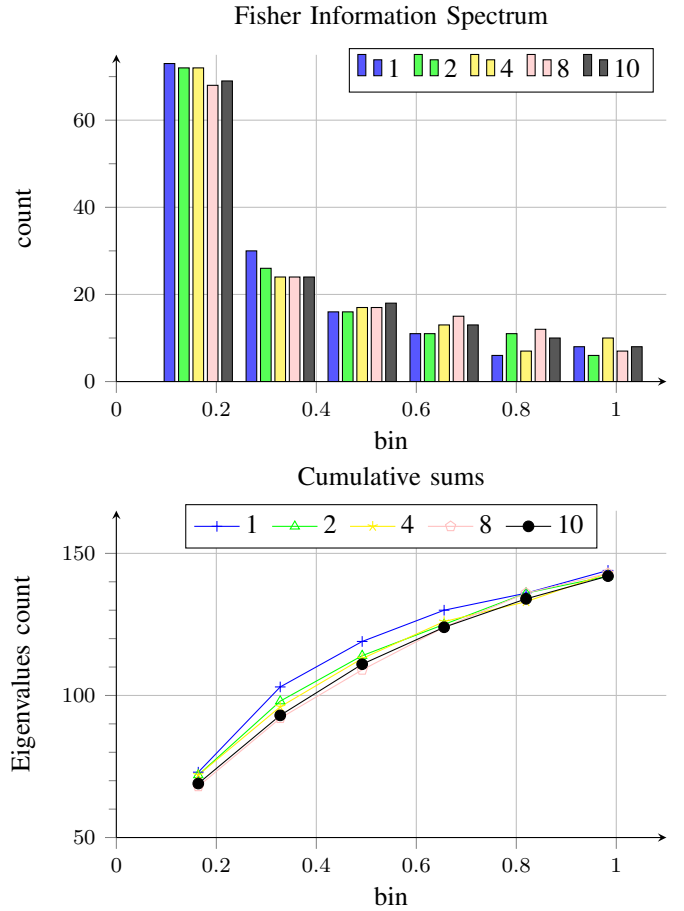 Fisher Information Spectrum
1 2 4 8 10
60
40
20
0
count
0 0.2 0.4 0.6 0.8 1
bin
Cumulative sums
1 2 4 8 10
150
100
50
Eigenvalues count
0 0.2 0.4 0.6 0.8 1
bin